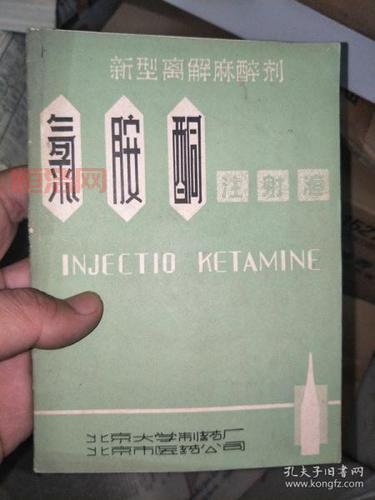 新型离解麻醉剂
氯胺酮 注射液
INJECTIO KETAMINE
北京大学制药厂
北京市医药公司
孔夫子旧书网
www.kongfz.com